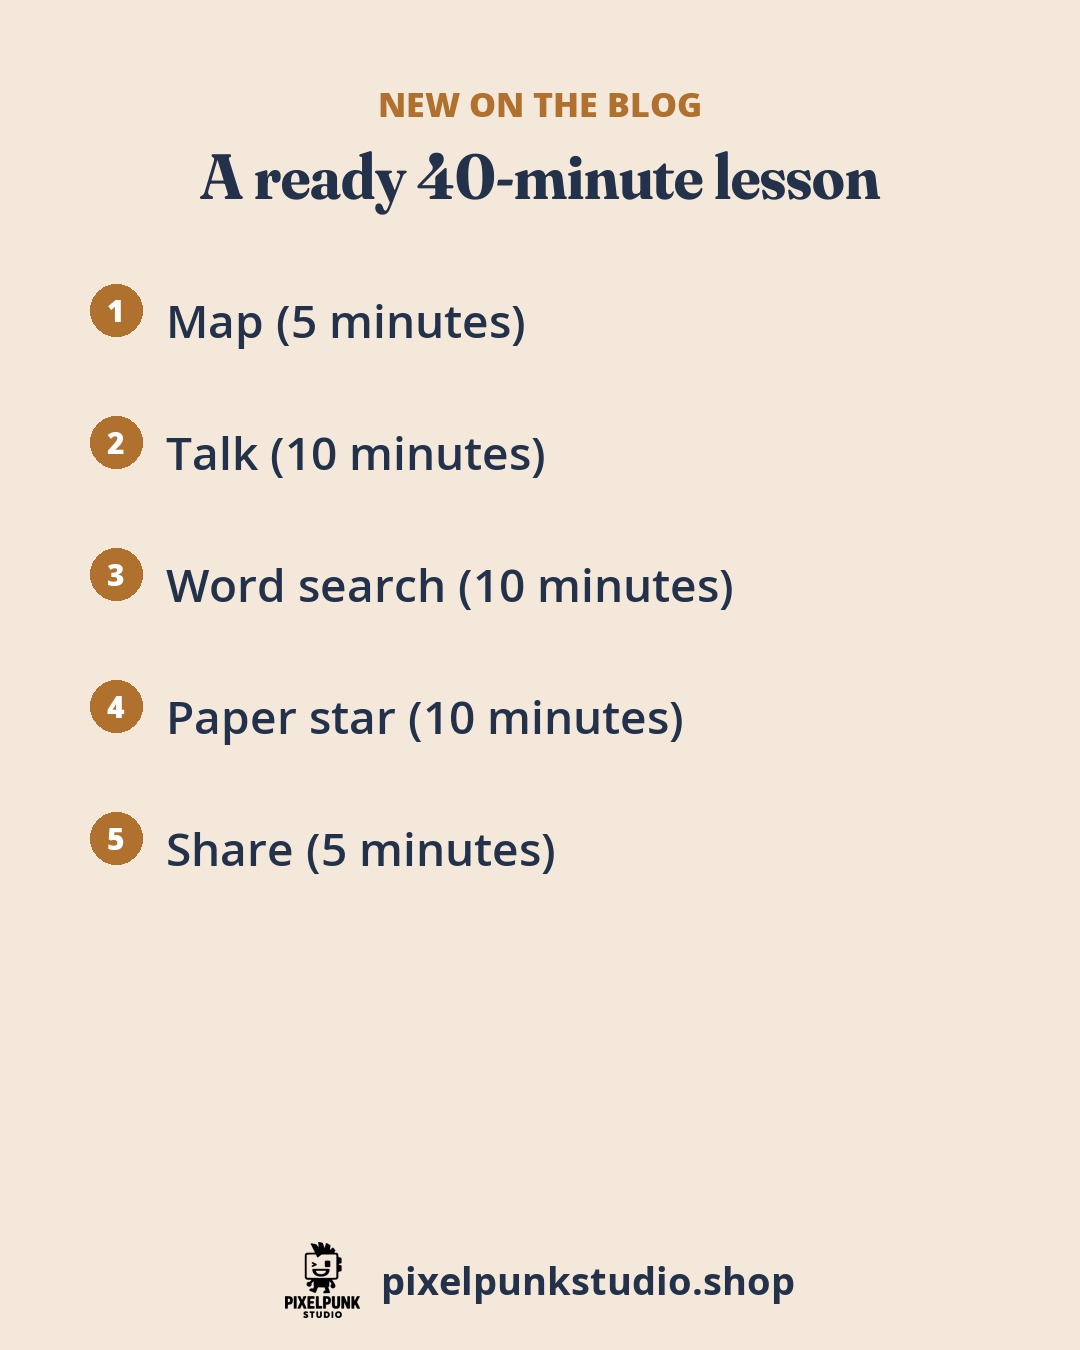 NEW ON THE BLOG
A ready 40-minute lesson
1 Map (5 minutes)
2 Talk (10 minutes)
3 Word search (10 minutes)
4 Paper star (10 minutes)
5 Share (5 minutes)
PIXELPUNK
STUDIO
pixelpunkstudio.shop